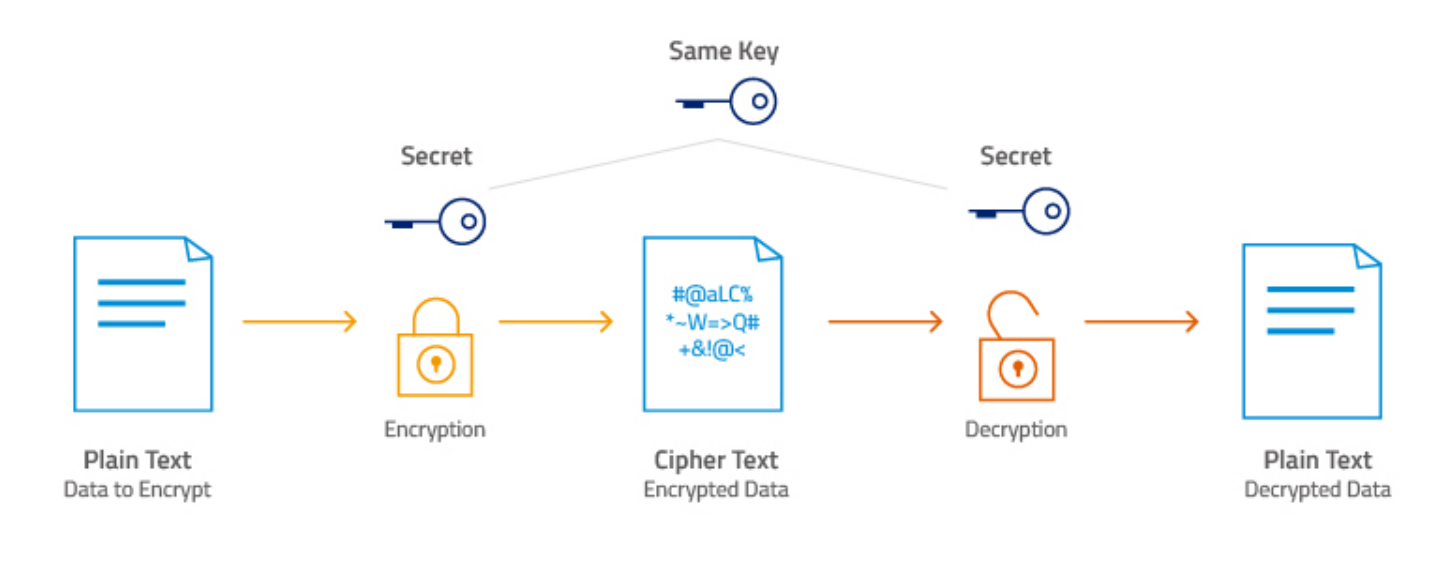 Same Key
Secret
Secret
#@aLC%
*~W=>Q#
+&!@<
Encryption
Decryption
Plain Text
Data to Encrypt
Cipher Text
Encrypted Data
Plain Text
Decrypted Data